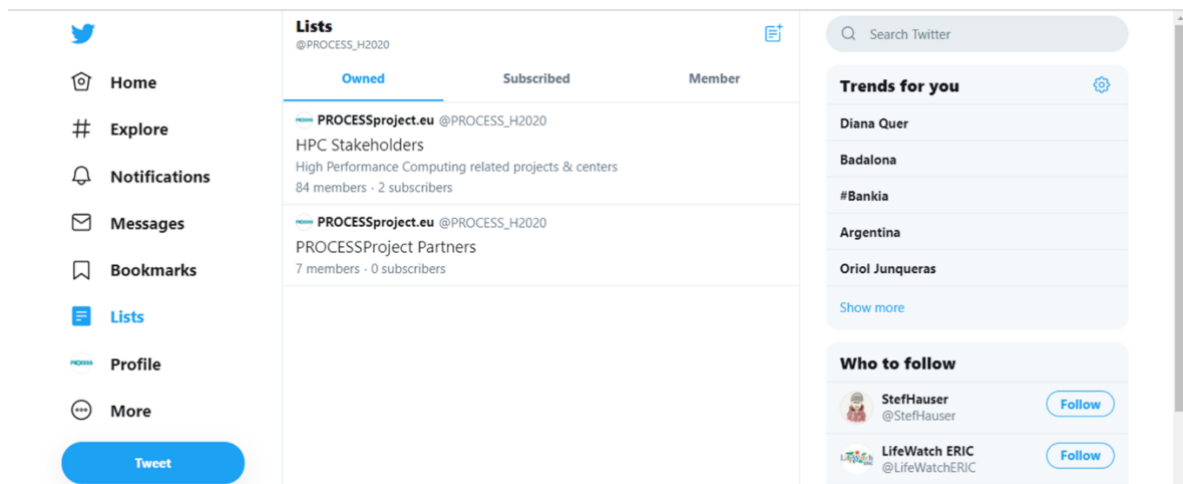 Home
Explore
Notifications
Messages
Bookmarks
Lists
Profile
More
Tweet
Lists
@PROCESS_H2020
Owned Subscribed Member
PROCESSproject.eu @PROCESS_H2020
HPC Stakeholders
High Performance Computing related projects & centers
84 members · 2 subscribers
PROCESSproject.eu @PROCESS_H2020
PROCESSProject Partners
7 members · 0 subscribers
Search Twitter
Trends for you
Diana Quer
Badalona
#Bankia
Argentina
Oriol Junqueras
Show more
Who to follow
StefHauser
@StefHauser
Follow
LifeWatch ERIC
@LifeWatchERIC
Follow